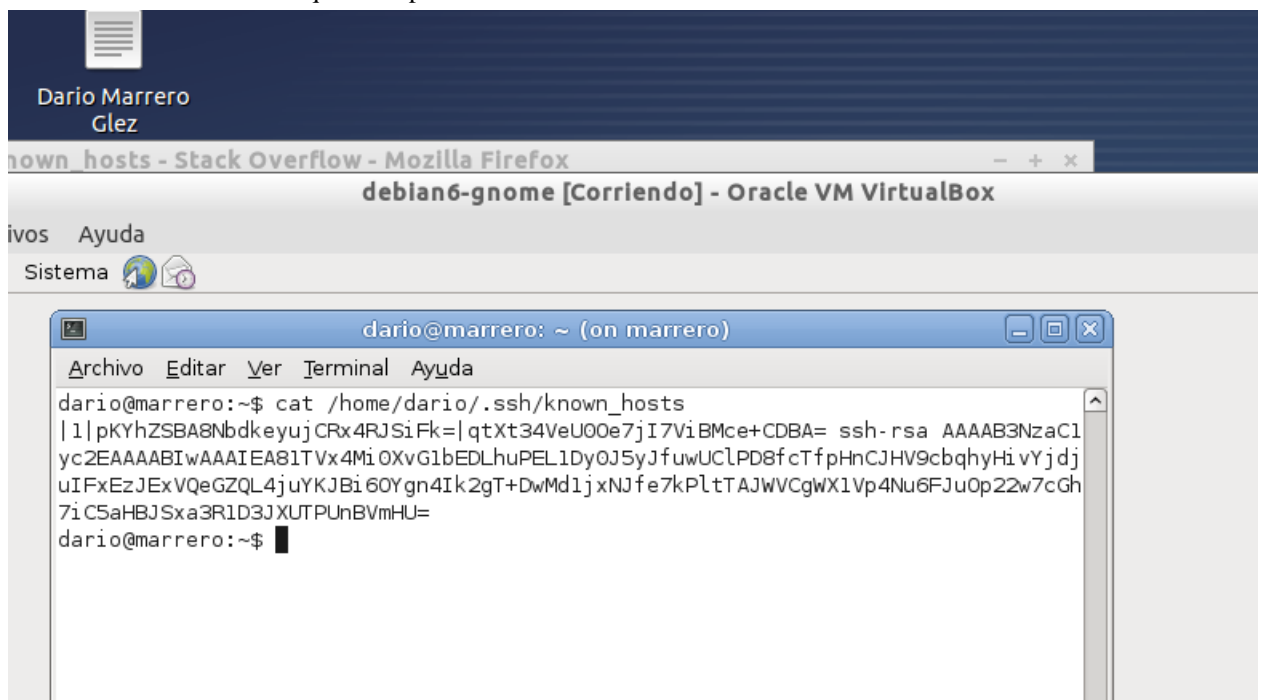 Dario Marrero
Glez
nown_hosts - Stack Overflow - Mozilla Firefox
debian6-gnome [Corriendo] - Oracle VM VirtualBox
ivos Ayuda
Sistema
dario@marrero: ~ (on marrero)
Archivo Editar Ver Terminal Ayuda
dario@marrero:~$ cat /home/dario/.ssh/known_hosts
|1|pKYhZSBA8NbdkeyujCRx4RJSiFk=|qtXt34VeU0Oe7jI7ViBMce+CDBA= ssh-rsa AAAAB3NzaC1
yc2EAAAABIwAAAIEA81TVx4Mi0XvG1bEDLhuPEL1Dy0J5yJfuwUClPD8fcTfpHnCJHV9cbqhyHivYjdj
uIFxEzJExVQeGZQL4juYKJBi6OYgn4Ik2gT+DwMd1jxNJfe7kPltTAJWVCgWX1Vp4Nu6FJuOp22w7cGh
7iC5aHBJSxa3R1D3JXUTPUnBVmHU=
dario@marrero:~$